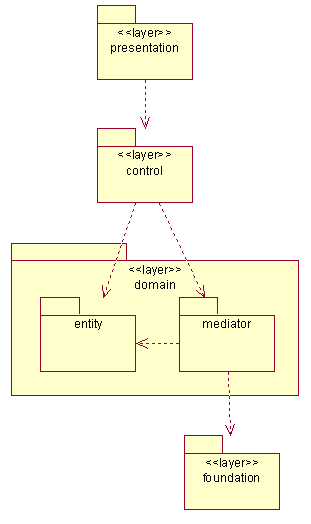 <<layer>>
presentation
<<layer>>
control
<<layer>>
domain
entity
mediator
<<layer>>
foundation